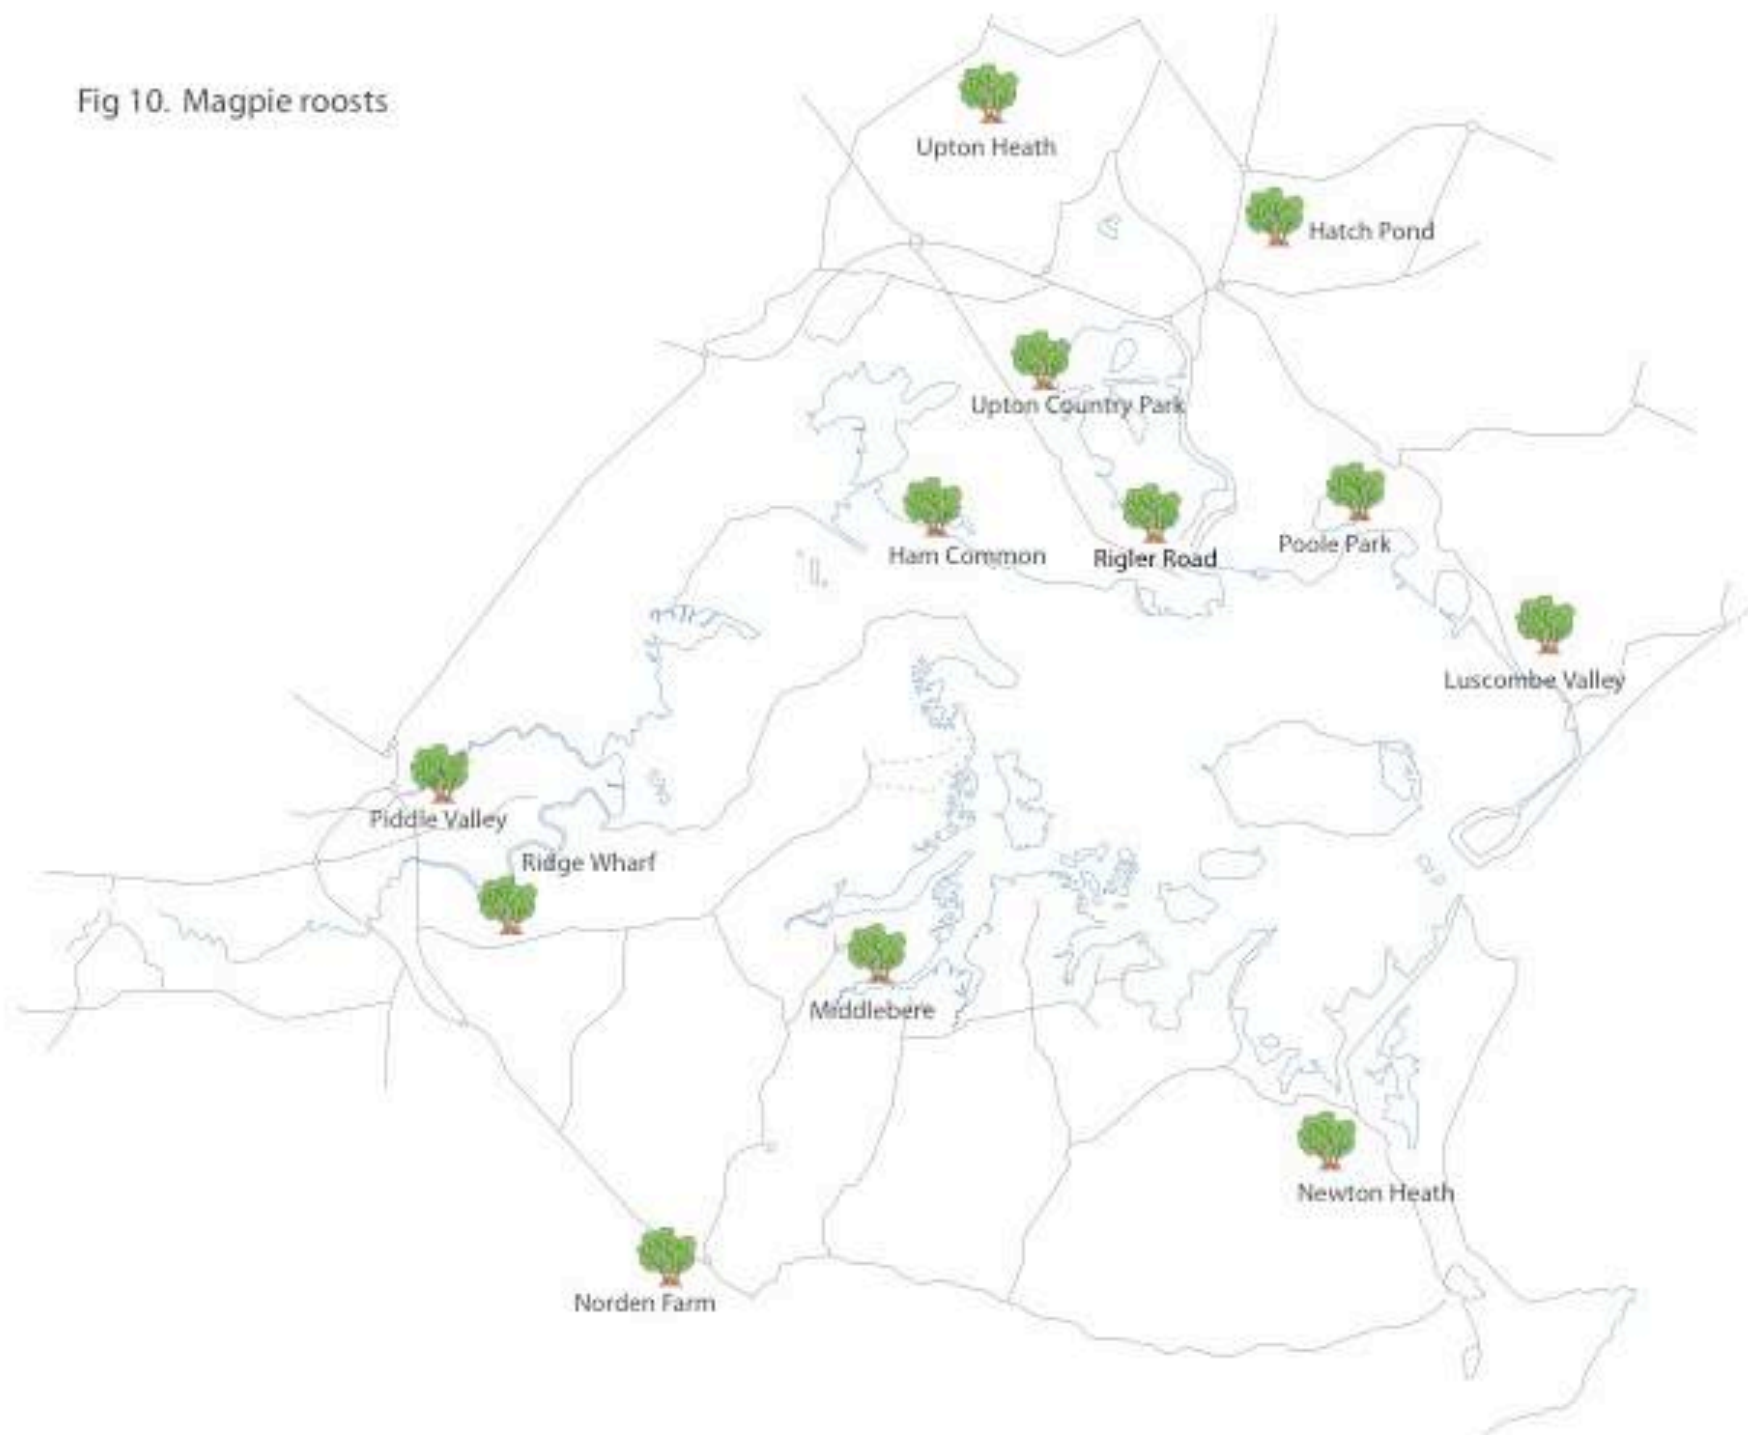 Fig 10. Magpie roosts
Upton Heath
Hatch Pond
Upton Country Park
Ham Common
Rigler Road
Poole Park
Luscombe Valley
Piddle Valley
Ridge Wharf
Middlebere
Newton Heath
Norden Farm